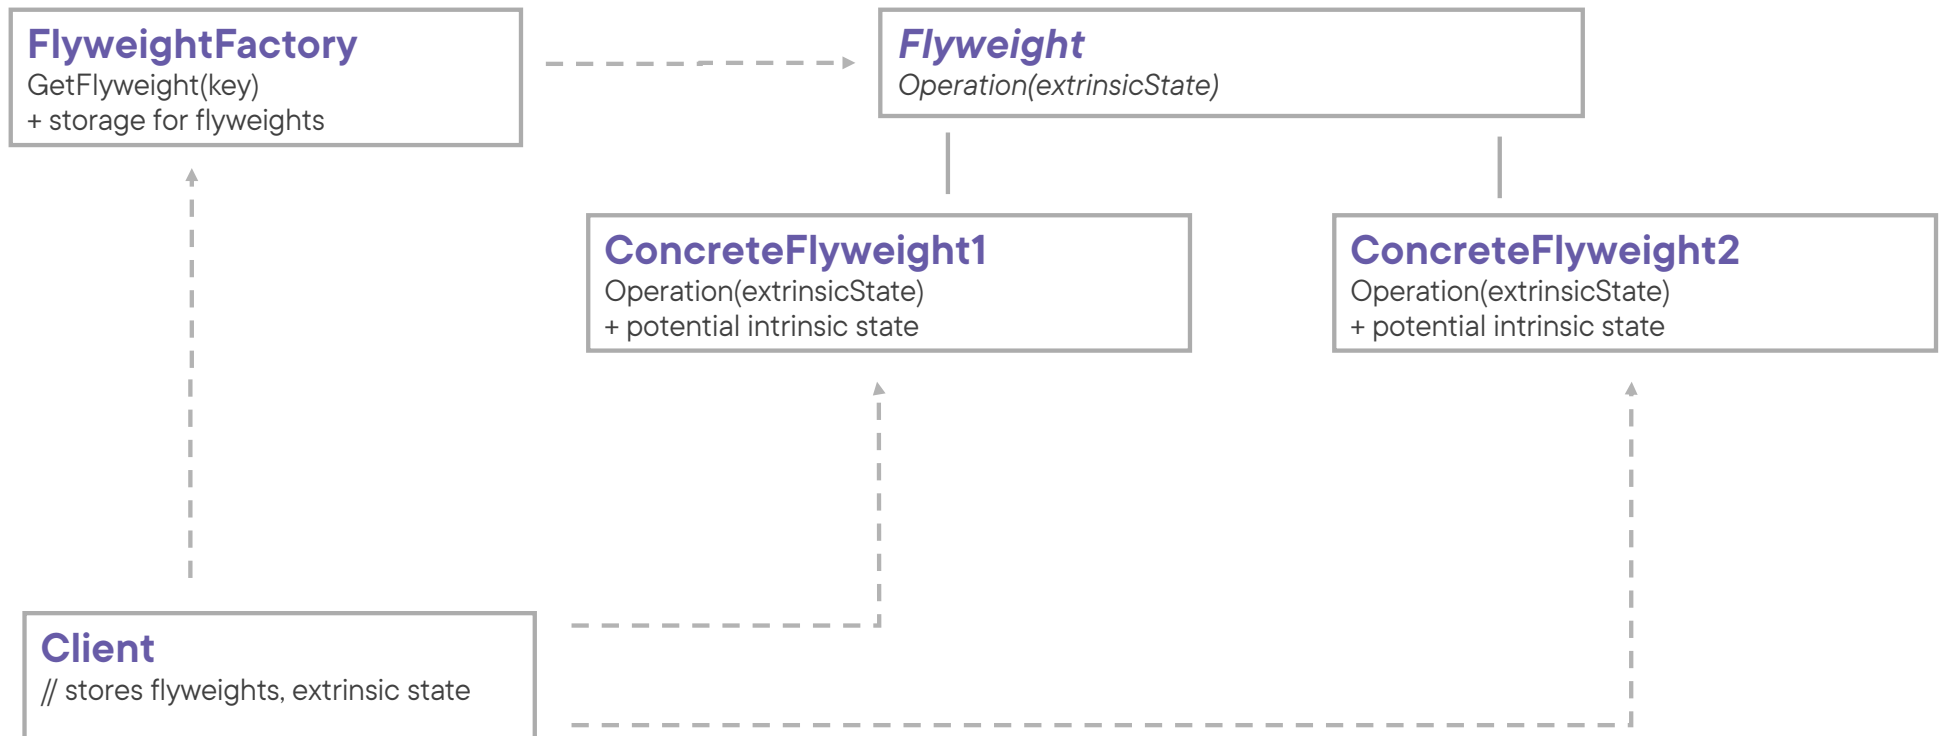 FlyweightFactory
GetFlyweight(key)
+ storage for flyweights
Flyweight
Operation(extrinsicState)
ConcreteFlyweight1
Operation(extrinsicState)
+ potential intrinsic state
ConcreteFlyweight2
Operation(extrinsicState)
+ potential intrinsic state
Client
// stores flyweights, extrinsic state